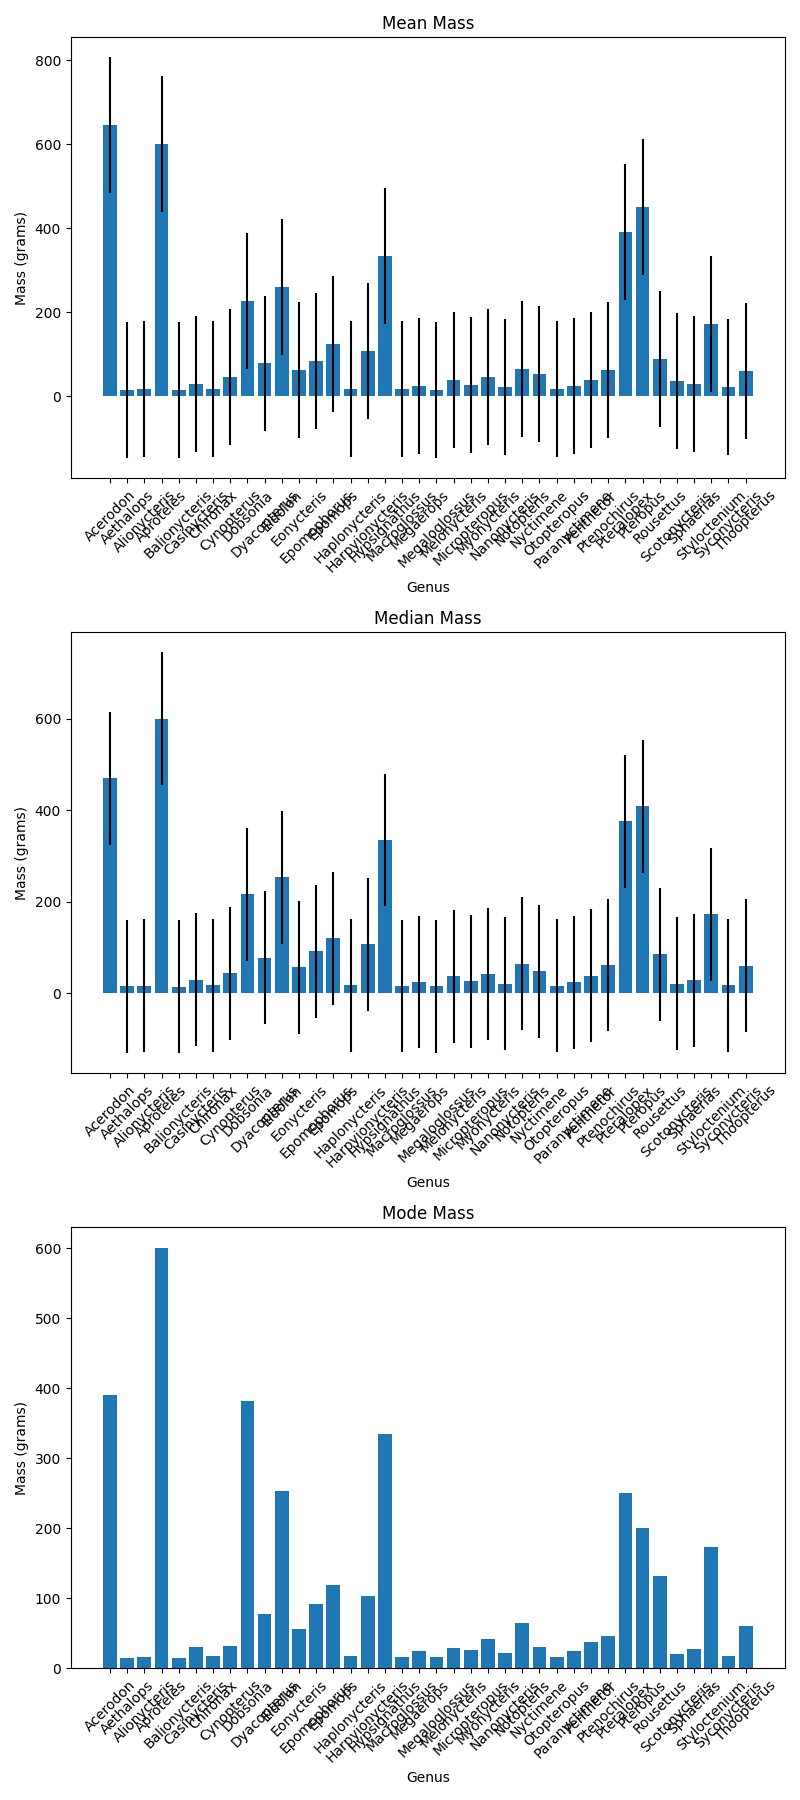 Mean Mass
Mass (grams)
800
600
400
200
0
Acerodon
Aethalops
Alionycteris
Aproteles
Balionycteris
Casinycteris
Chironax
Cynopterus
Dobsonia
Dyacopterus
Eidolon
Eonycteris
Epomophorus
Epomops
Haplonycteris
Harpyionycteris
Hypsignathus
Macroglossus
Megaerops
Megaloglossus
Melonycteris
Micropteropus
Myonycteris
Nanonycteris
Notopteris
Nyctimene
Otopteropus
Paranyctimene
Penthetor
Ptenochirus
Pteralopex
Pteropus
Rousettus
Scotonycteris
Sphaerias
Styloctenium
Syconycteris
Thoopterus
Genus
Median Mass
Mass (grams)
600
400
200
0
Acerodon
Aethalops
Alionycteris
Aproteles
Balionycteris
Casinycteris
Chironax
Cynopterus
Dobsonia
Dyacopterus
Eidolon
Eonycteris
Epomophorus
Epomops
Haplonycteris
Harpyionycteris
Hypsignathus
Macroglossus
Megaerops
Megaloglossus
Melonycteris
Micropteropus
Myonycteris
Nanonycteris
Notopteris
Nyctimene
Otopteropus
Paranyctimene
Penthetor
Ptenochirus
Pteralopex
Pteropus
Rousettus
Scotonycteris
Sphaerias
Styloctenium
Syconycteris
Thoopterus
Genus
Mode Mass
Mass (grams)
600
500
400
300
200
100
0
Acerodon
Aethalops
Alionycteris
Aproteles
Balionycteris
Casinycteris
Chironax
Cynopterus
Dobsonia
Dyacopterus
Eidolon
Eonycteris
Epomophorus
Epomops
Haplonycteris
Harpyionycteris
Hypsignathus
Macroglossus
Megaerops
Megaloglossus
Melonycteris
Micropteropus
Myonycteris
Nanonycteris
Notopteris
Nyctimene
Otopteropus
Paranyctimene
Penthetor
Ptenochirus
Pteralopex
Pteropus
Rousettus
Scotonycteris
Sphaerias
Styloctenium
Syconycteris
Thoopterus
Genus